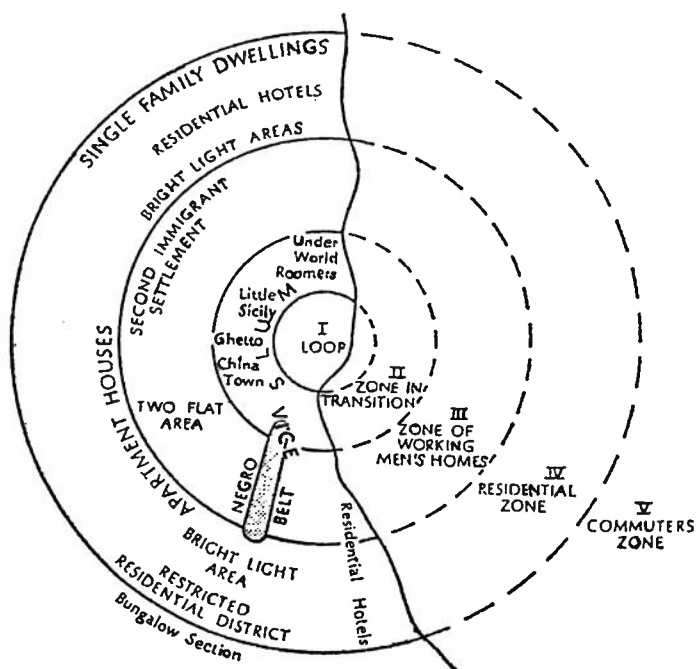 SINGLE FAMILY DWELLINGS
RESIDENTIAL HOTELS
BRIGHT LIGHT AREAS
SECOND IMMIGRANT
SETTLEMENT
Under
World
Roomers
Little
Sicily
Ghetto
China
Town
SLUM
I
LOOP
II
ZONE IN
TRANSITION
III
ZONE OF
WORKING
MEN'S HOMES
IV
RESIDENTIAL
ZONE
V
COMMUTERS
ZONE
APARTMENT HOUSES
TWO FLAT
AREA
VICE
NEGRO
BELT
BRIGHT LIGHT
AREA
RESTRICTED
RESIDENTIAL DISTRICT
Bungalow Section
Residential Hotels